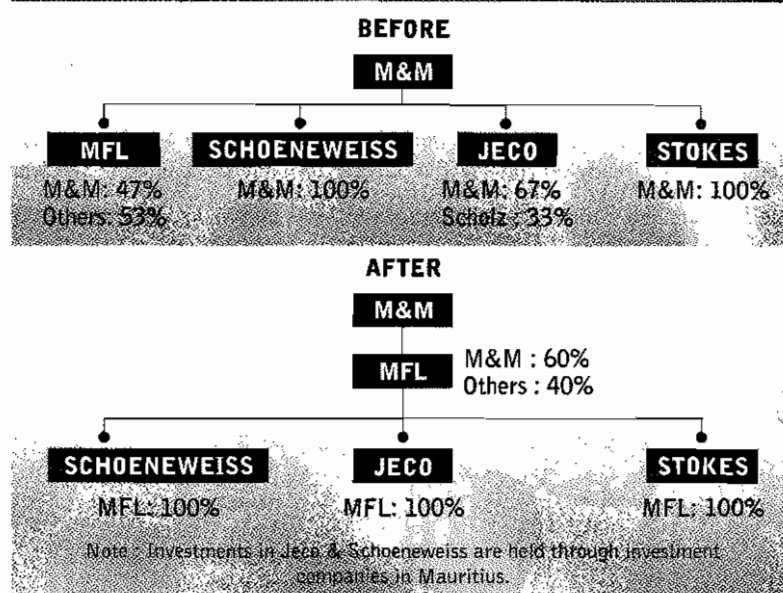 BEFORE
M&M
MFL SCHOENEWEISS JECO STOKES
M&M: 47% M&M: 100% M&M: 67% M&M: 100%
Others: 53% Scholz : 33%
AFTER
M&M
MFL M&M : 60%
Others : 40%
SCHOENEWEISS JECO STOKES
MFL: 100% MFL: 100% MFL: 100%
Note : Investments in Jeco & Schoeneweiss are held through investment
companies in Mauritius.